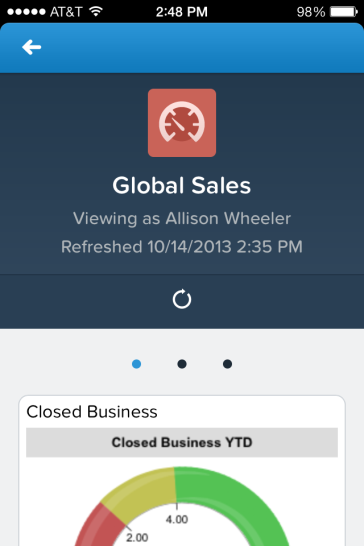 AT&T 2:48 PM 98%
Global Sales
Viewing as Allison Wheeler
Refreshed 10/14/2013 2:35 PM
Closed Business
Closed Business YTD
4.00
2.00